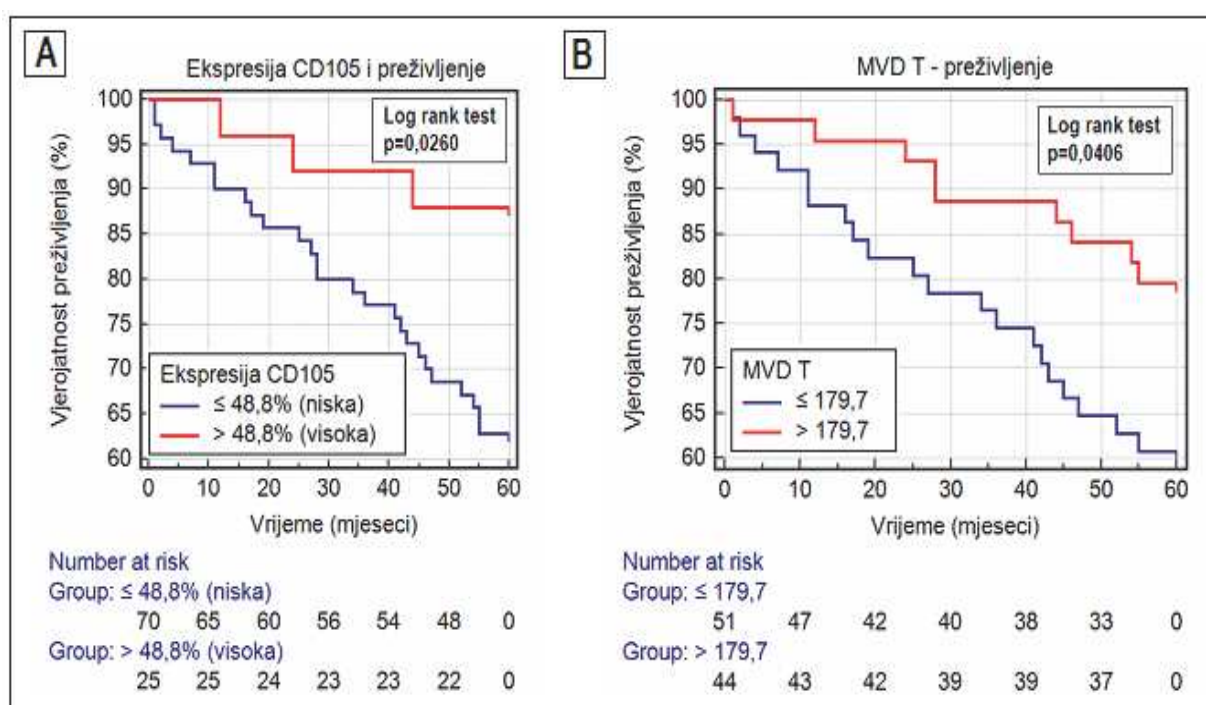 A
Ekspresija CD105 i preživljenje
Vjerojatnost preživljenja (%)
100
95
90
85
80
75
70
65
60
Log rank test
p=0,0260
Ekspresija CD105
≤ 48,8% (niska)
> 48,8% (visoka)
0 10 20 30 40 50 60
Vrijeme (mjeseci)
Number at risk
Group: ≤ 48,8% (niska)
70 65 60 56 54 48 0
Group: > 48,8% (visoka)
25 25 24 23 23 22 0
B
MVD T - preživljenje
Vjerojatnost preživljenja (%)
100
95
90
85
80
75
70
65
60
Log rank test
p=0,0406
MVD T
≤ 179,7
> 179,7
0 10 20 30 40 50 60
Vrijeme (mjeseci)
Number at risk
Group: ≤ 179,7
51 47 42 40 38 33 0
Group: > 179,7
44 43 42 39 39 37 0